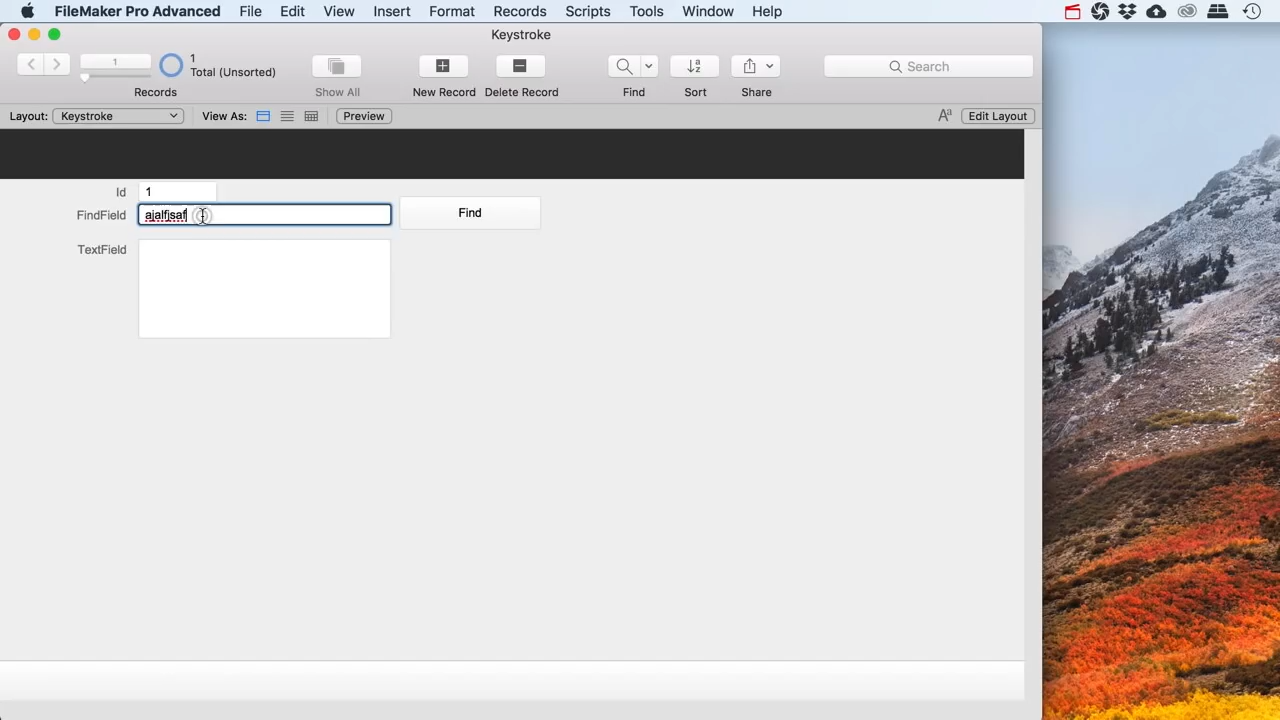 FileMaker Pro Advanced File Edit View Insert Format Records Scripts Tools Window Help
Keystroke
1
1
Total (Unsorted)
Records
Show All
New Record
Delete Record
Find
Sort
Share
Search
Layout: Keystroke View As: Preview Aa Edit Layout
Id 1
FindField ajalfjsaf Find
TextField